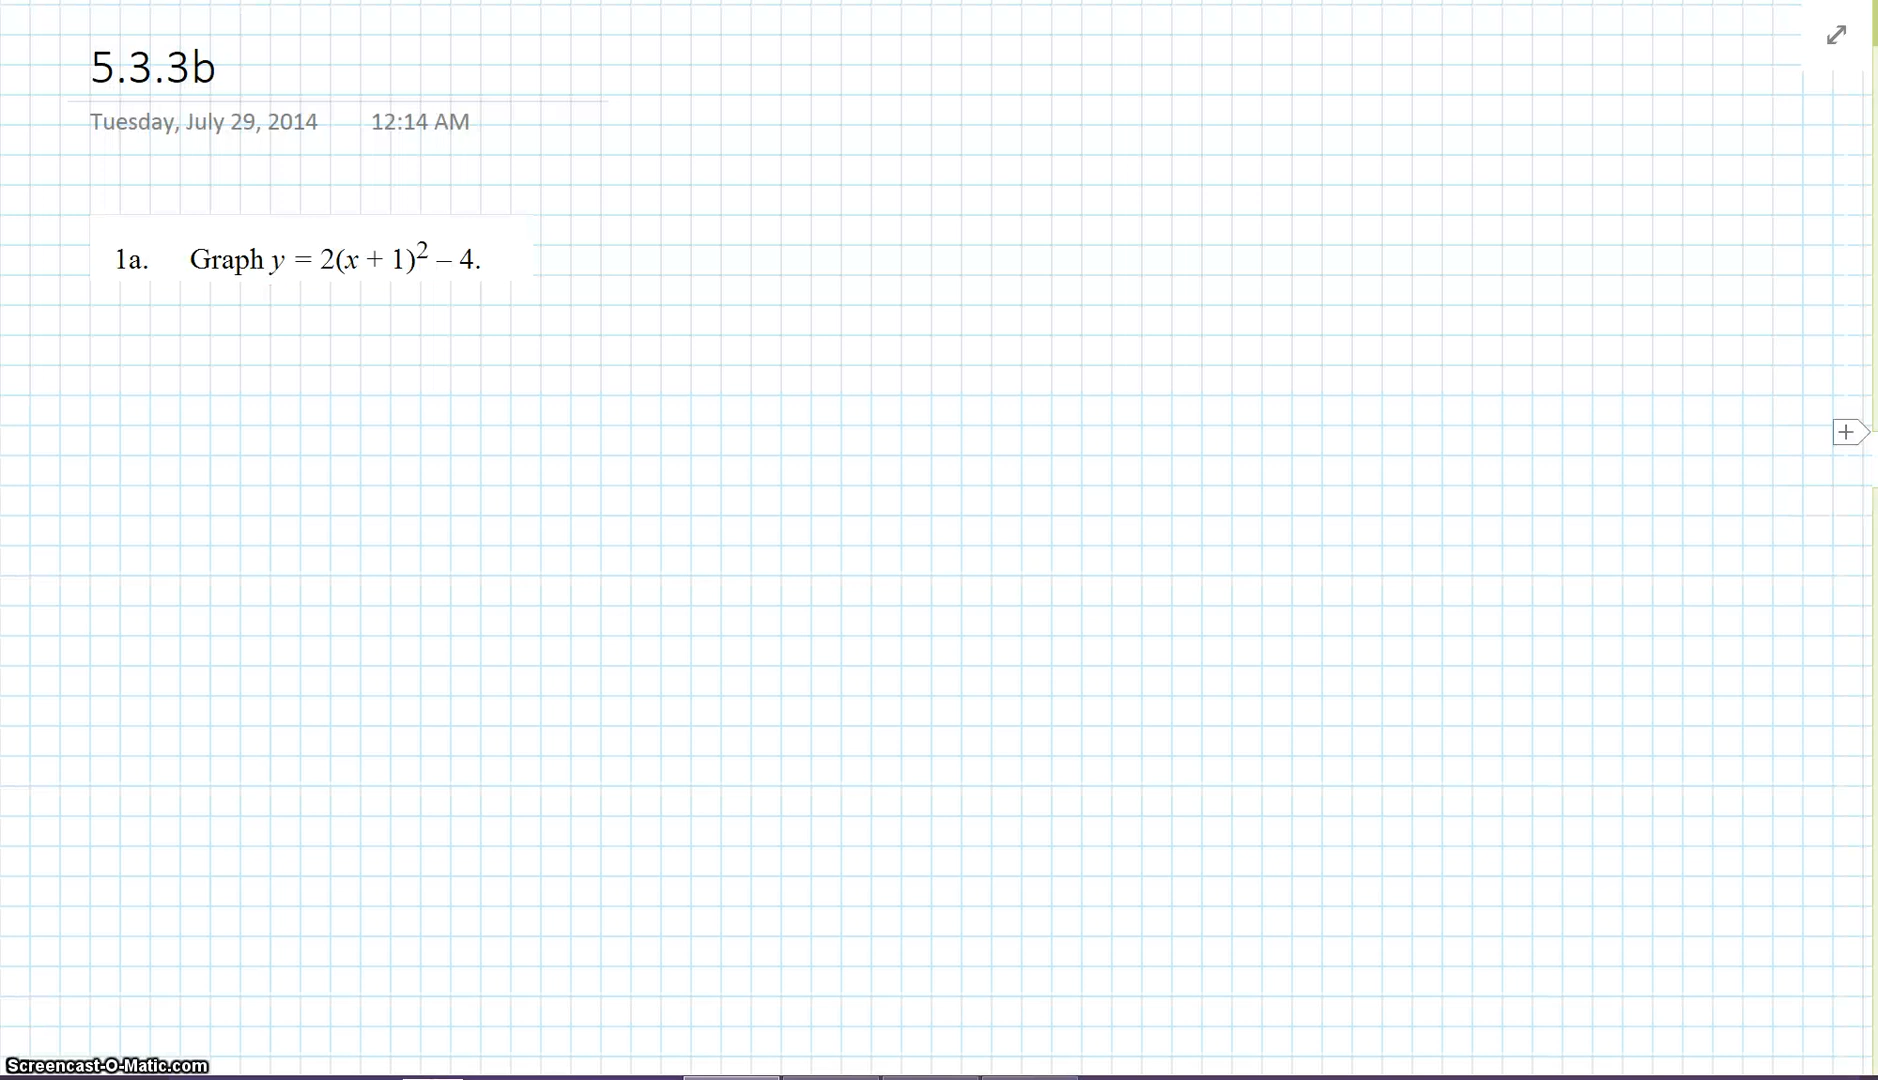 5.3.3b
Tuesday, July 29, 2014 12:14 AM
1a. Graph y = 2(x + 1)² – 4.
Screencast-O-Matic.com